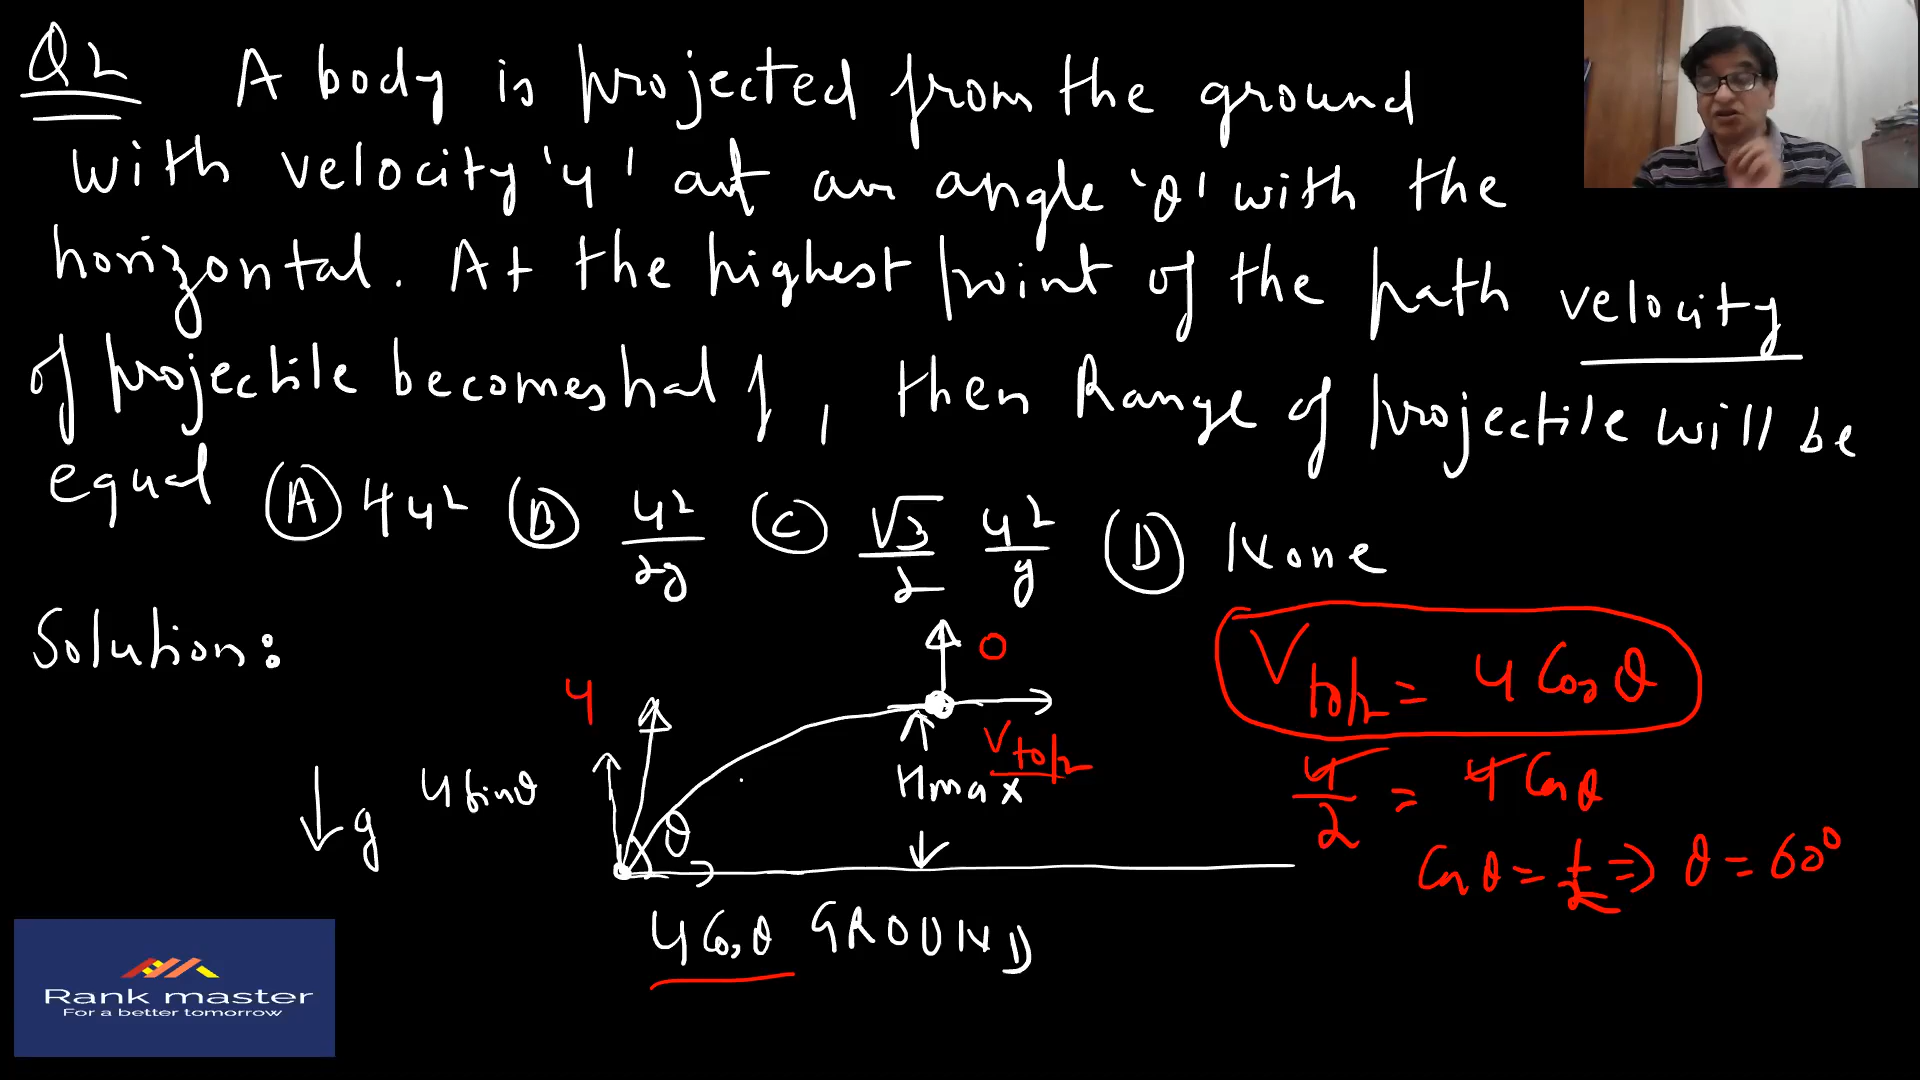 Q2 A body is projected from the ground
with velocity 'u' at an angle 'θ' with the
horizontal. At the highest point of the path velocity
of projectile becomes half, then Range of projectile will be
equal (A) 4u² (B) u²/2g (C) √3/2 u²/g (D) None
Solution:
u
0
V top = u Cos θ
V top
u/2 = u Cos θ
Hmax
u sin θ
↓ g
θ
Cos θ = 1/2 ⇒ θ = 60°
u Cos θ GROUND
Rank master
For a better tomorrow